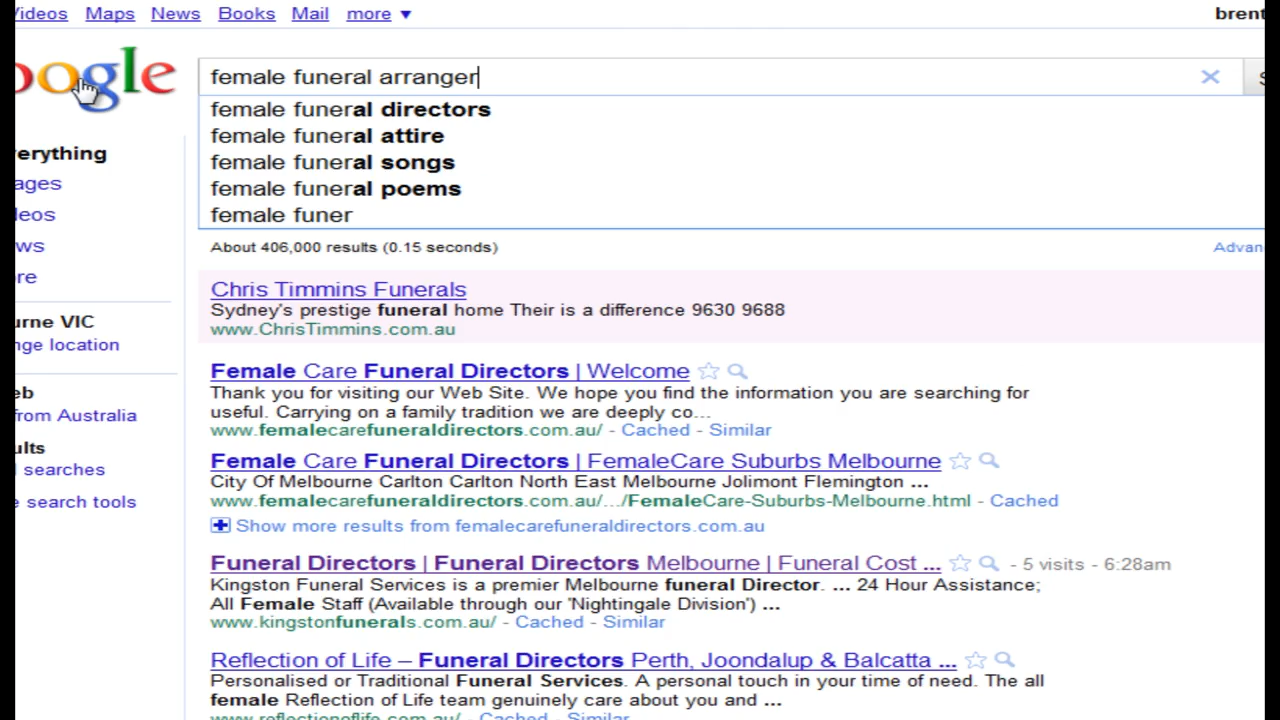 Videos Maps News Books Mail more ▼ brent
oogle
female funeral arranger
female funeral directors
female funeral attire
female funeral songs
female funeral poems
female funer
erything
ages
leos
ws
re
urne VIC
nge location
eb
from Australia
ults
l searches
e search tools
About 406,000 results (0.15 seconds) Advan
Chris Timmins Funerals
Sydney's prestige funeral home Their is a difference 9630 9688
www.ChrisTimmins.com.au
Female Care Funeral Directors | Welcome
Thank you for visiting our Web Site. We hope you find the information you are searching for
useful. Carrying on a family tradition we are deeply co...
www.femalecarefuneraldirectors.com.au/ - Cached - Similar
Female Care Funeral Directors | FemaleCare Suburbs Melbourne
City Of Melbourne Carlton Carlton North East Melbourne Jolimont Flemington ...
www.femalecarefuneraldirectors.com.au/.../FemaleCare-Suburbs-Melbourne.html - Cached
Show more results from femalecarefuneraldirectors.com.au
Funeral Directors | Funeral Directors Melbourne | Funeral Cost ... - 5 visits - 6:28am
Kingston Funeral Services is a premier Melbourne funeral Director. ... 24 Hour Assistance;
All Female Staff (Available through our 'Nightingale Division') ...
www.kingstonfunerals.com.au/ - Cached - Similar
Reflection of Life – Funeral Directors Perth, Joondalup & Balcatta ...
Personalised or Traditional Funeral Services. A personal touch in your time of need. The all
female Reflection of Life team genuinely care about you and ...
www.reflectionoflife.com.au/ - Cached - Similar